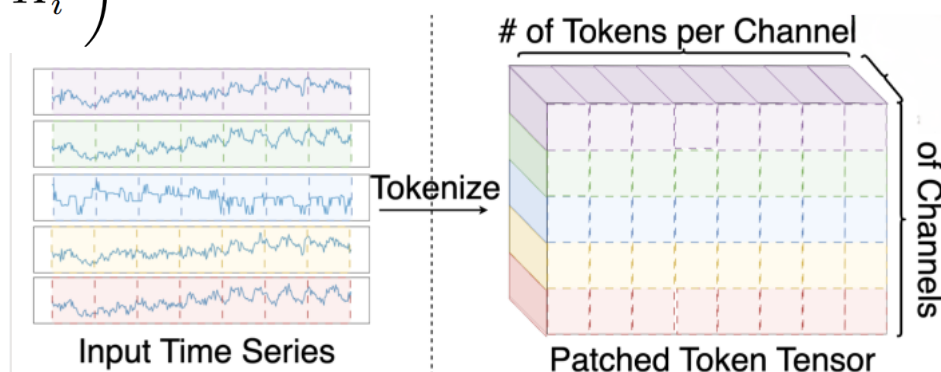 # of Tokens per Channel
Tokenize
of Channels
Input Time Series
Patched Token Tensor